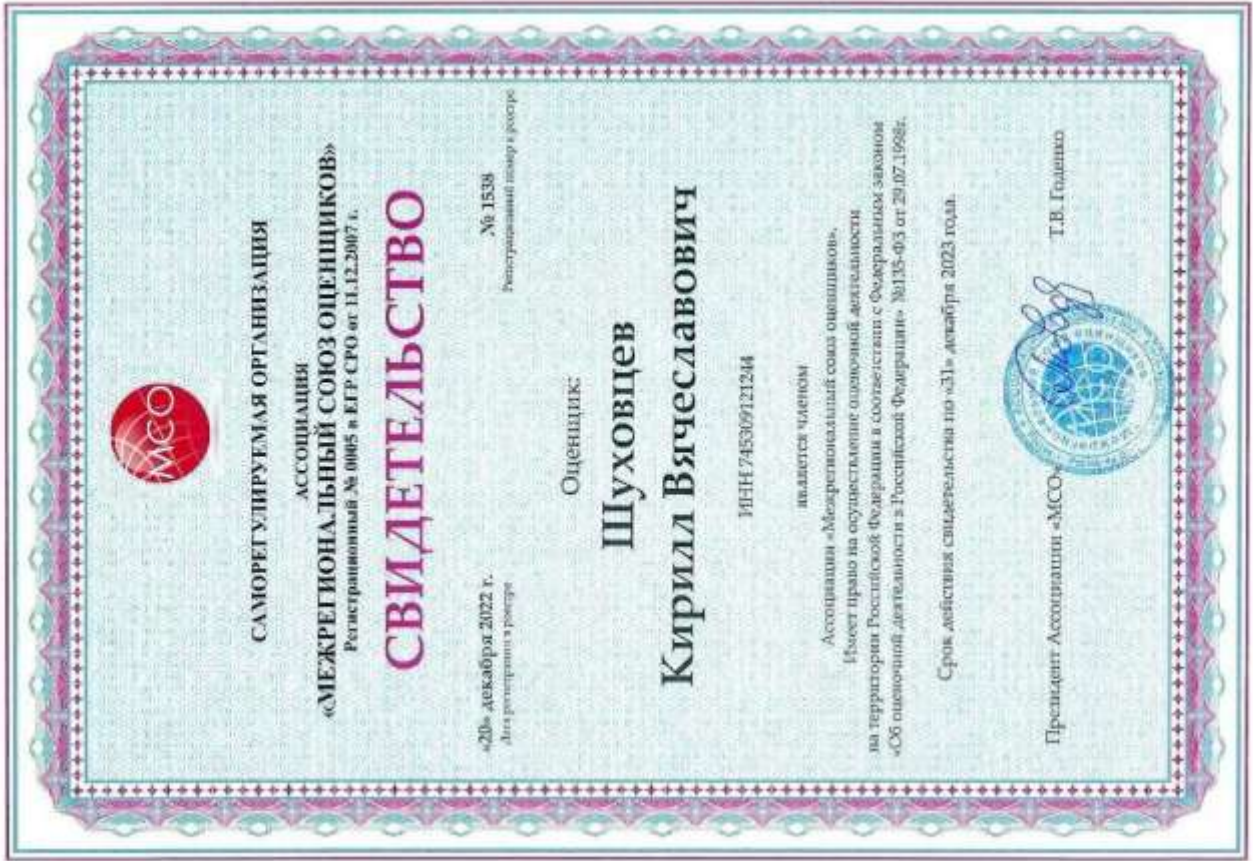 МСО
САМОРЕГУЛИРУЕМАЯ ОРГАНИЗАЦИЯ
АССОЦИАЦИЯ
«МЕЖРЕГИОНАЛЬНЫЙ СОЮЗ ОЦЕНЩИКОВ»
Регистрационный № 0005 в ЕГР СРО от 11.12.2007 г.
СВИДЕТЕЛЬСТВО
«20» декабря 2022 г. № 1538
Дата регистрации в реестре Регистрационный номер в реестре
Оценщик:
Шуховцев
Кирилл Вячеславович
ИНН 745309121244
является членом
Ассоциации «Межрегиональный союз оценщиков».
Имеет право на осуществление оценочной деятельности
на территории Российской Федерации в соответствии с Федеральным законом
«Об оценочной деятельности в Российской Федерации» №135-ФЗ от 29.07.1998г.
Срок действия свидетельства по «31» декабря 2023 года.
Президент Ассоциации «МСО» Т.В. Годенко